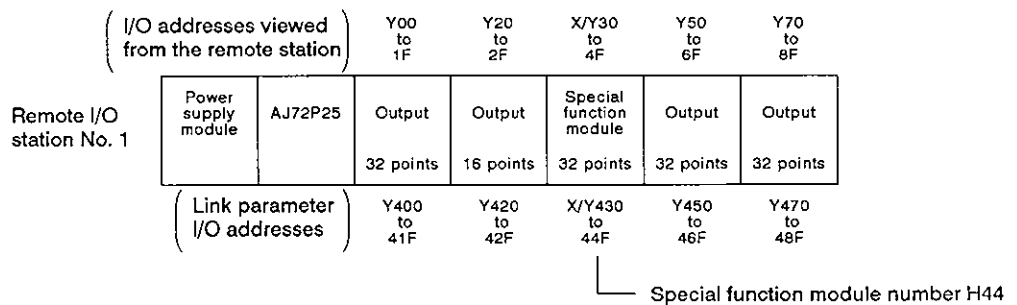 I/O addresses viewed
from the remote station
Y00
to
1F
Y20
to
2F
X/Y30
to
4F
Y50
to
6F
Y70
to
8F
Remote I/O
station No. 1
Power
supply
module
AJ72P25
Output
32 points
Output
16 points
Special
function
module
32 points
Output
32 points
Output
32 points
Link parameter
I/O addresses
Y400
to
41F
Y420
to
42F
X/Y430
to
44F
Y450
to
46F
Y470
to
48F
Special function module number H44